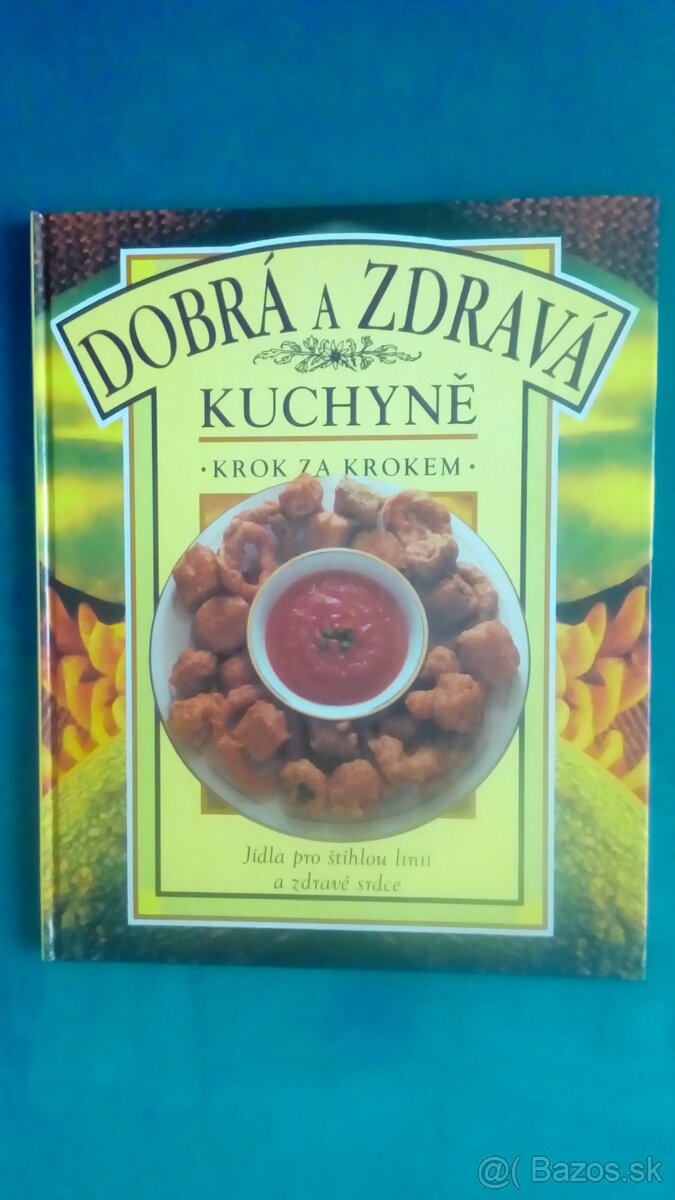 DOBRÁ A ZDRAVÁ
KUCHYNĚ
·KROK ZA KROKEM·
Jídla pro štíhlou linii
a zdravé srdce
@( Bazos.sk